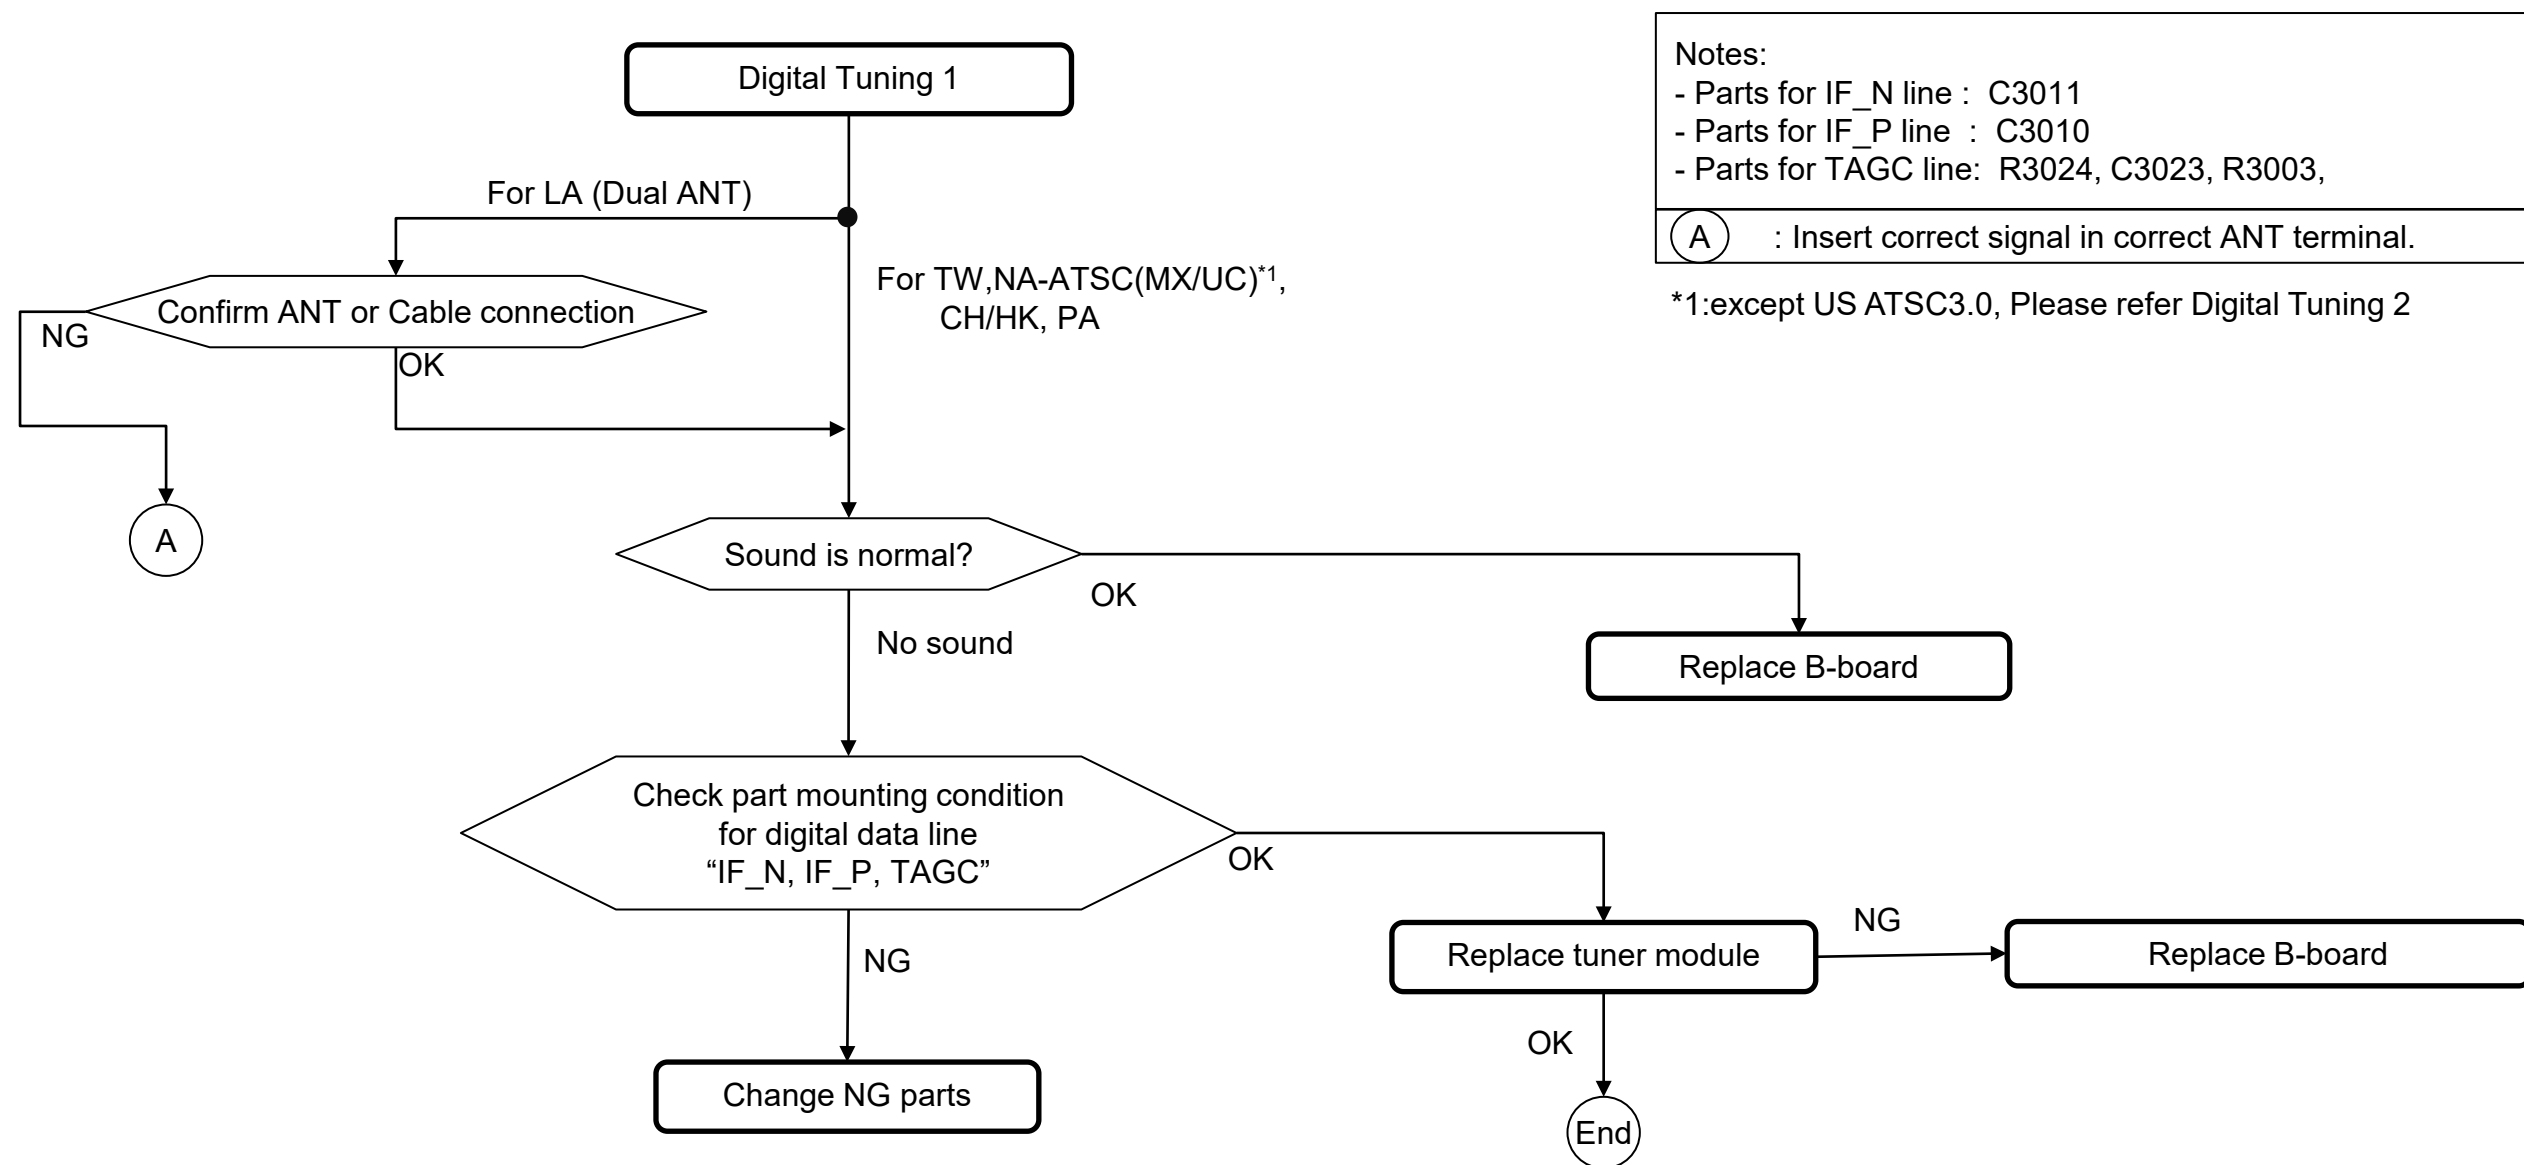 Digital Tuning 1
Notes:
- Parts for IF_N line : C3011
- Parts for IF_P line : C3010
- Parts for TAGC line: R3024, C3023, R3003,
A : Insert correct signal in correct ANT terminal.
*1:except US ATSC3.0, Please refer Digital Tuning 2
For LA (Dual ANT)
For TW,NA-ATSC(MX/UC)*1,
CH/HK, PA
Confirm ANT or Cable connection
NG
OK
A
Sound is normal?
OK
No sound
Replace B-board
Check part mounting condition
for digital data line
“IF_N, IF_P, TAGC”
OK
NG
Replace tuner module
NG
Replace B-board
OK
Change NG parts
End